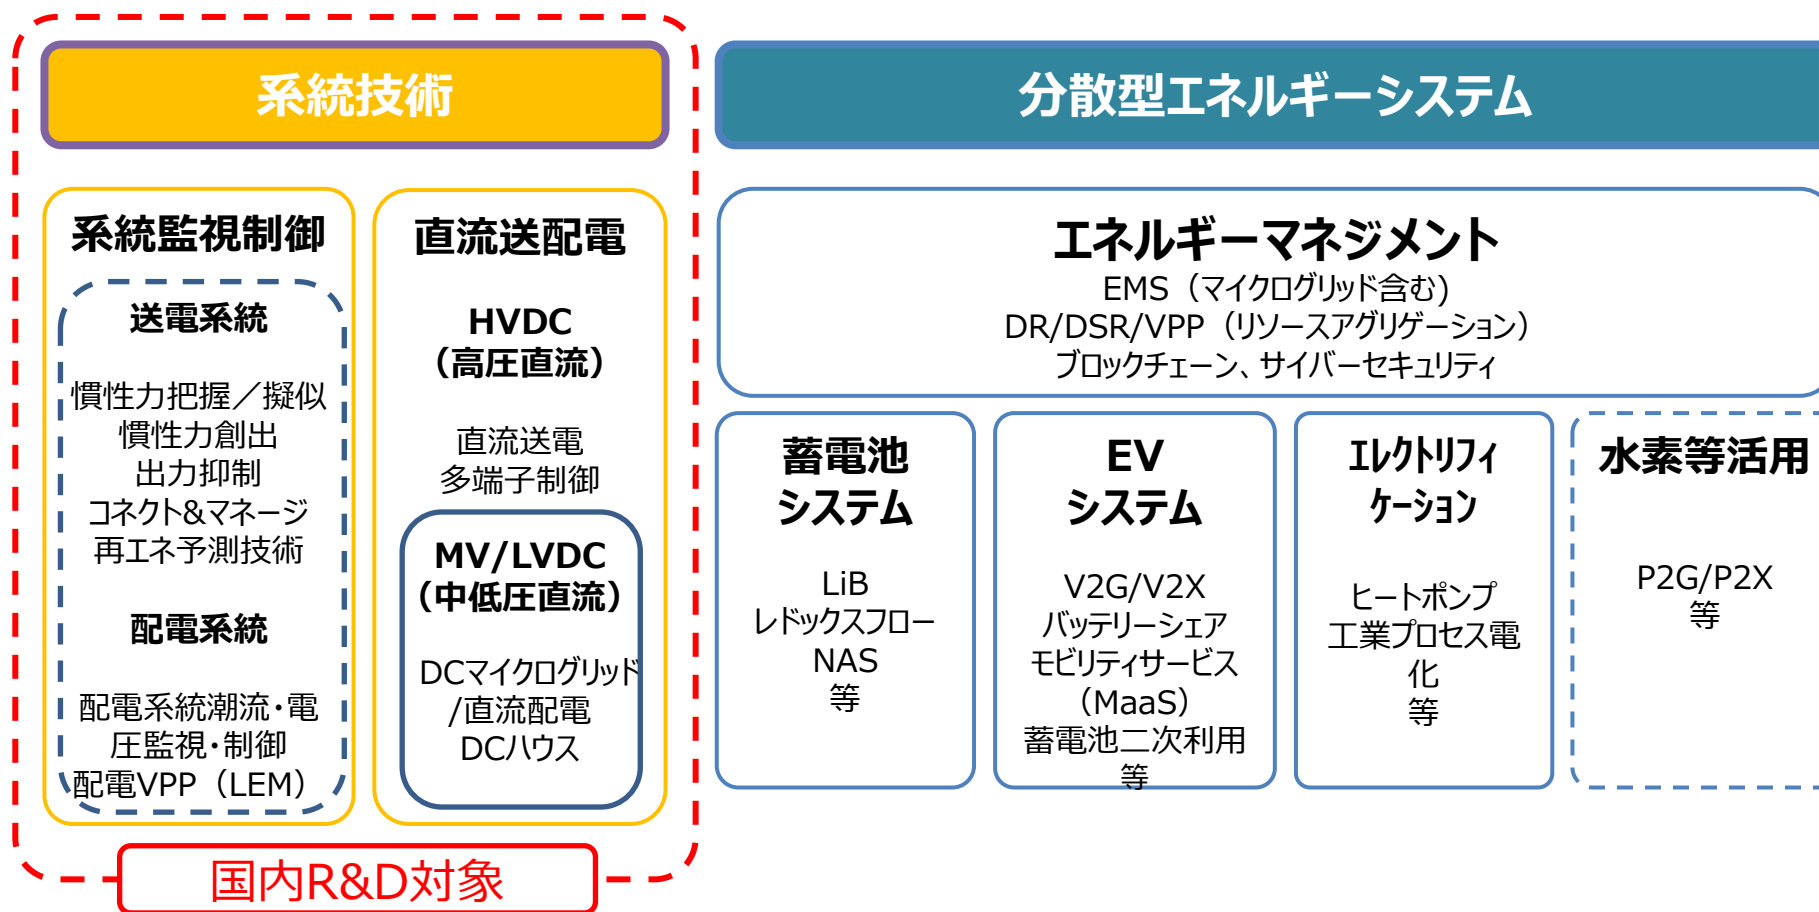 系統技術
系統監視制御
送電系統
慣性力把握／擬似
慣性力創出
出力抑制
コネクト&マネージ
再エネ予測技術
配電系統
配電系統潮流・電
圧監視・制御
配電VPP（LEM）
直流送配電
HVDC
（高圧直流）
直流送電
多端子制御
MV/LVDC
（中低圧直流）
DCマイクログリッド
/直流配電
DCハウス
国内R&D対象
分散型エネルギーシステム
エネルギーマネジメント
EMS（マイクログリッド含む)
DR/DSR/VPP（リソースアグリゲーション）
ブロックチェーン、サイバーセキュリティ
蓄電池
システム
LiB
レドックスフロー
NAS
等
EV
システム
V2G/V2X
バッテリーシェア
モビリティサービス
（MaaS）
蓄電池二次利用
等
ｴﾚｸﾄﾘﾌｨ
ｹｰｼｮﾝ
ヒートポンプ
工業プロセス電
化
等
水素等活用
P2G/P2X
等